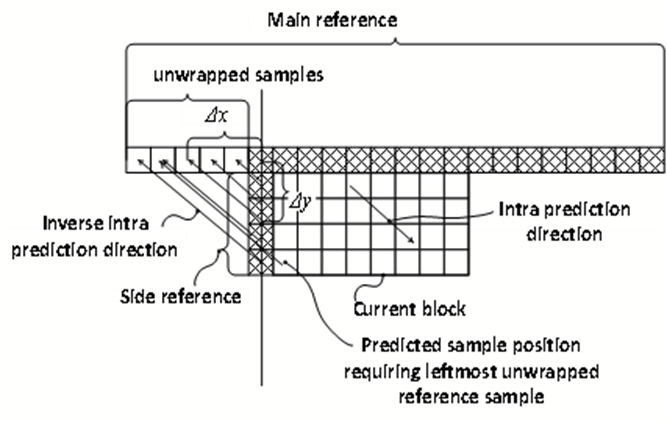 Main reference
unwrapped samples
Δx
Δy
Inverse intra
prediction direction
Intra prediction
direction
Side reference
Current block
Predicted sample position
requiring leftmost unwrapped
reference sample